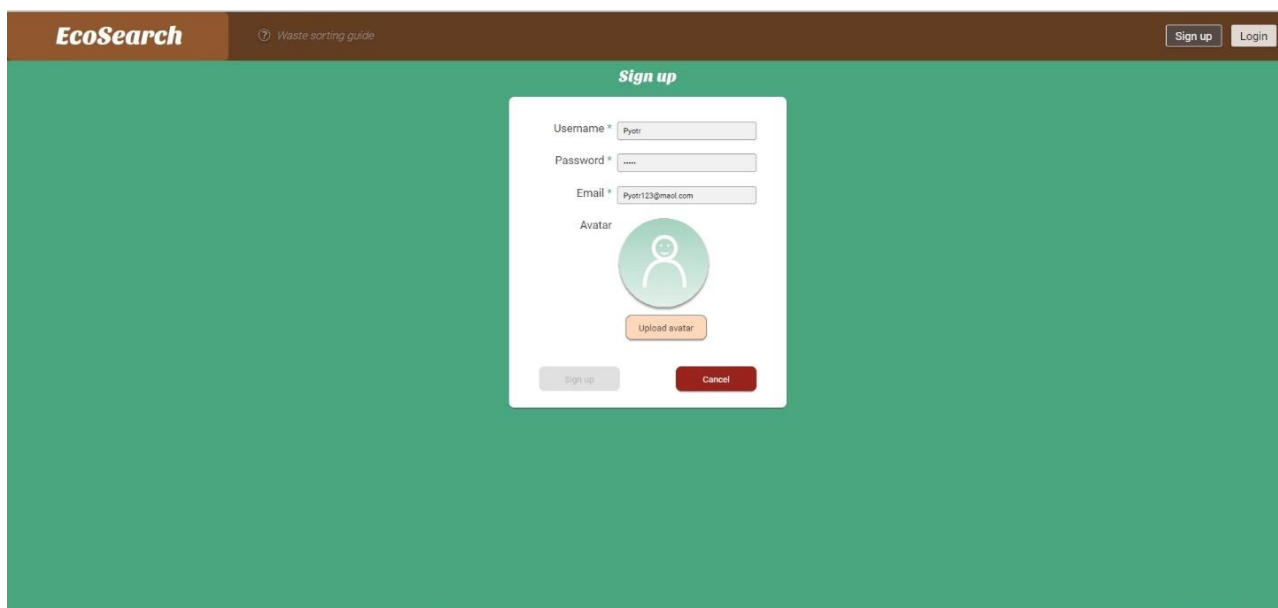 EcoSearch
? Waste sorting guide
Sign up
Login
Sign up
Username *
Pyotr
Password *
•••••
Email *
Pyotr123@maol.com
Avatar
Upload avatar
Sign up
Cancel